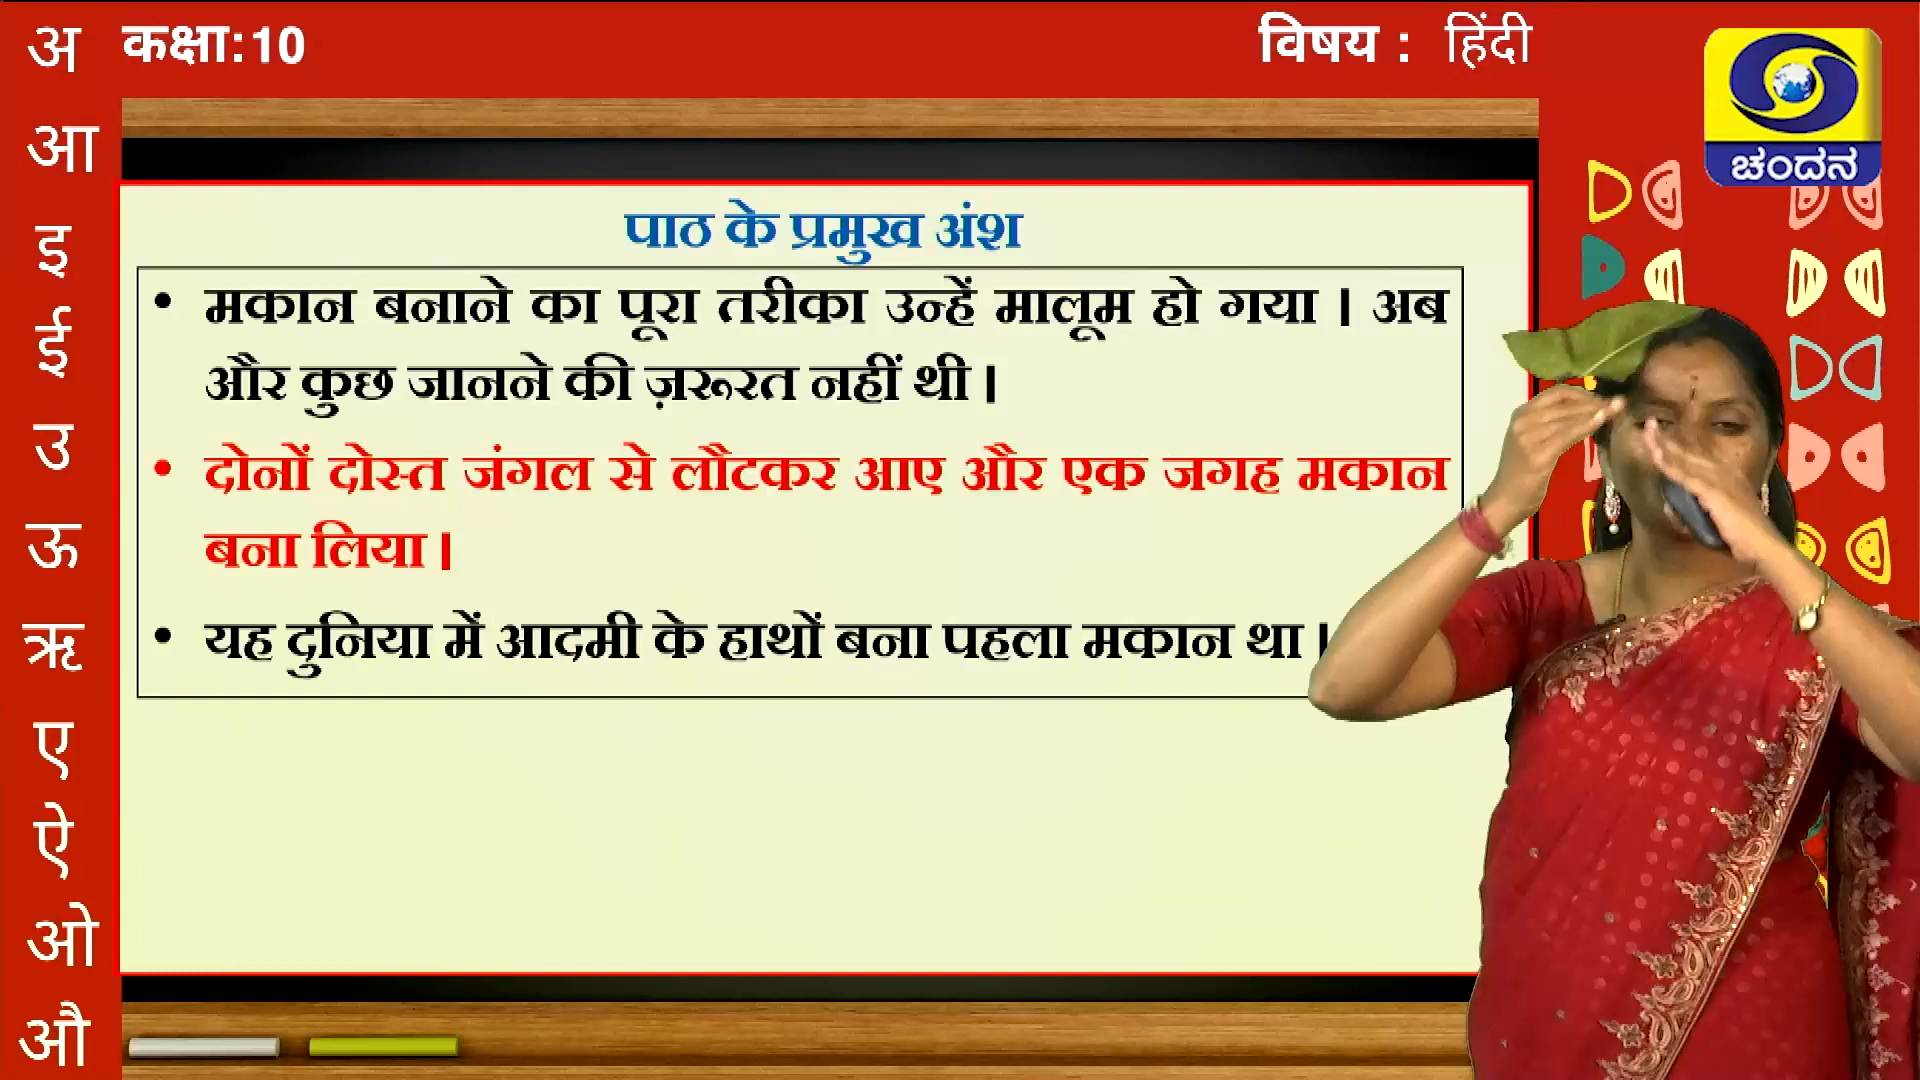 कक्षा:10
विषय : हिंदी
ಚಂದನ
अ
आ
इ
ई
उ
ऊ
ऋ
ए
ऐ
ओ
औ
पाठ के प्रमुख अंश
• मकान बनाने का पूरा तरीका उन्हें मालूम हो गया । अब
और कुछ जानने की ज़रूरत नहीं थी ।
• दोनों दोस्त जंगल से लौटकर आए और एक जगह मकान
बना लिया ।
• यह दुनिया में आदमी के हाथों बना पहला मकान था ।